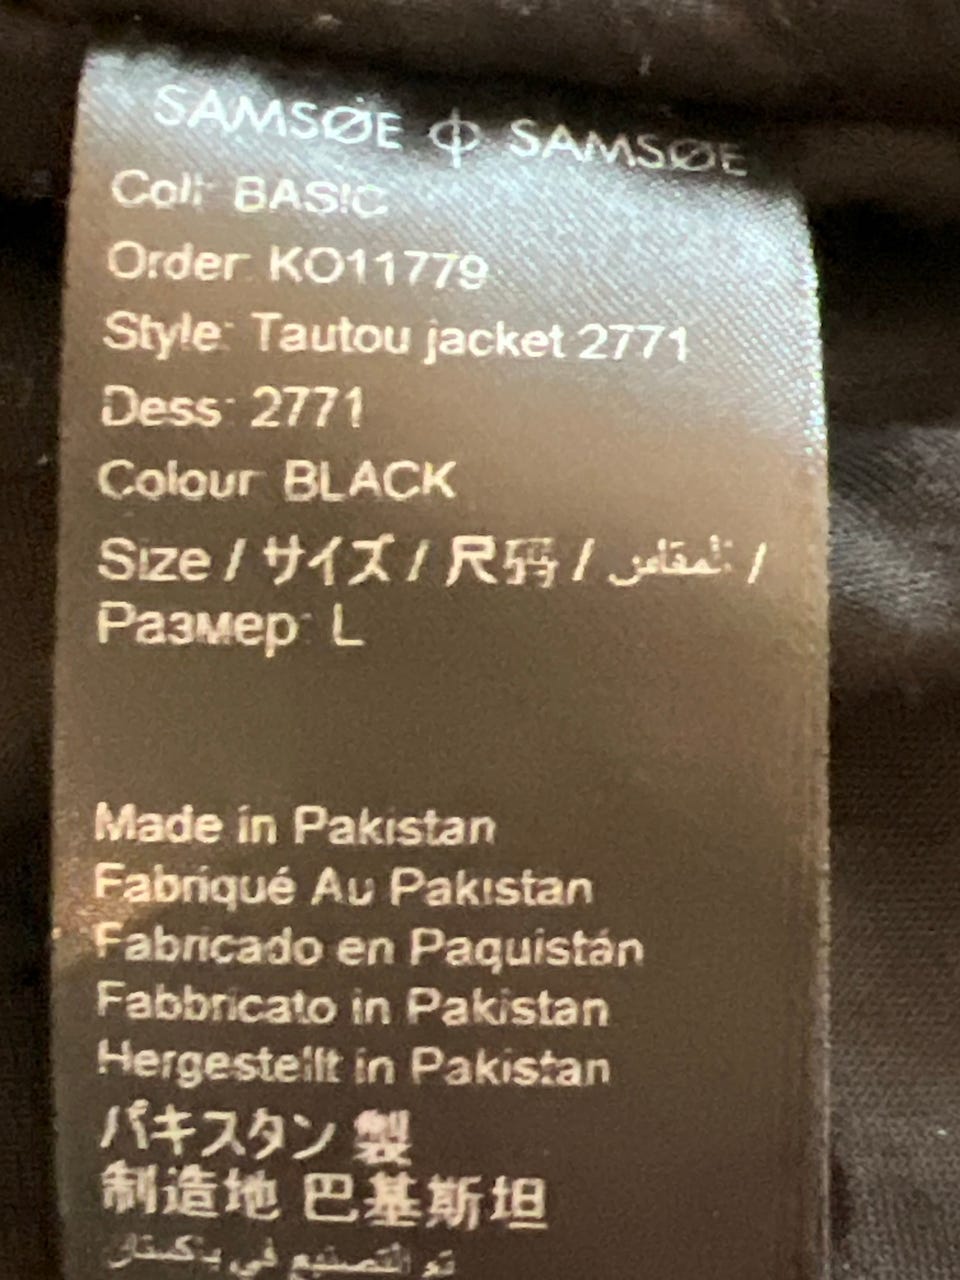 SAMSØE Φ SAMSØE
Coll: BASIC
Order: KO11779
Style: Tautou jacket 2771
Dess: 2771
Colour: BLACK
Size / サイズ / 尺码 / المقاس /
Размер: L
Made in Pakistan
Fabriqué Au Pakistan
Fabricado en Paquistán
Fabbricato in Pakistan
Hergestellt in Pakistan
パキスタン 製
制造地 巴基斯坦
تم التصنيع في باكستان